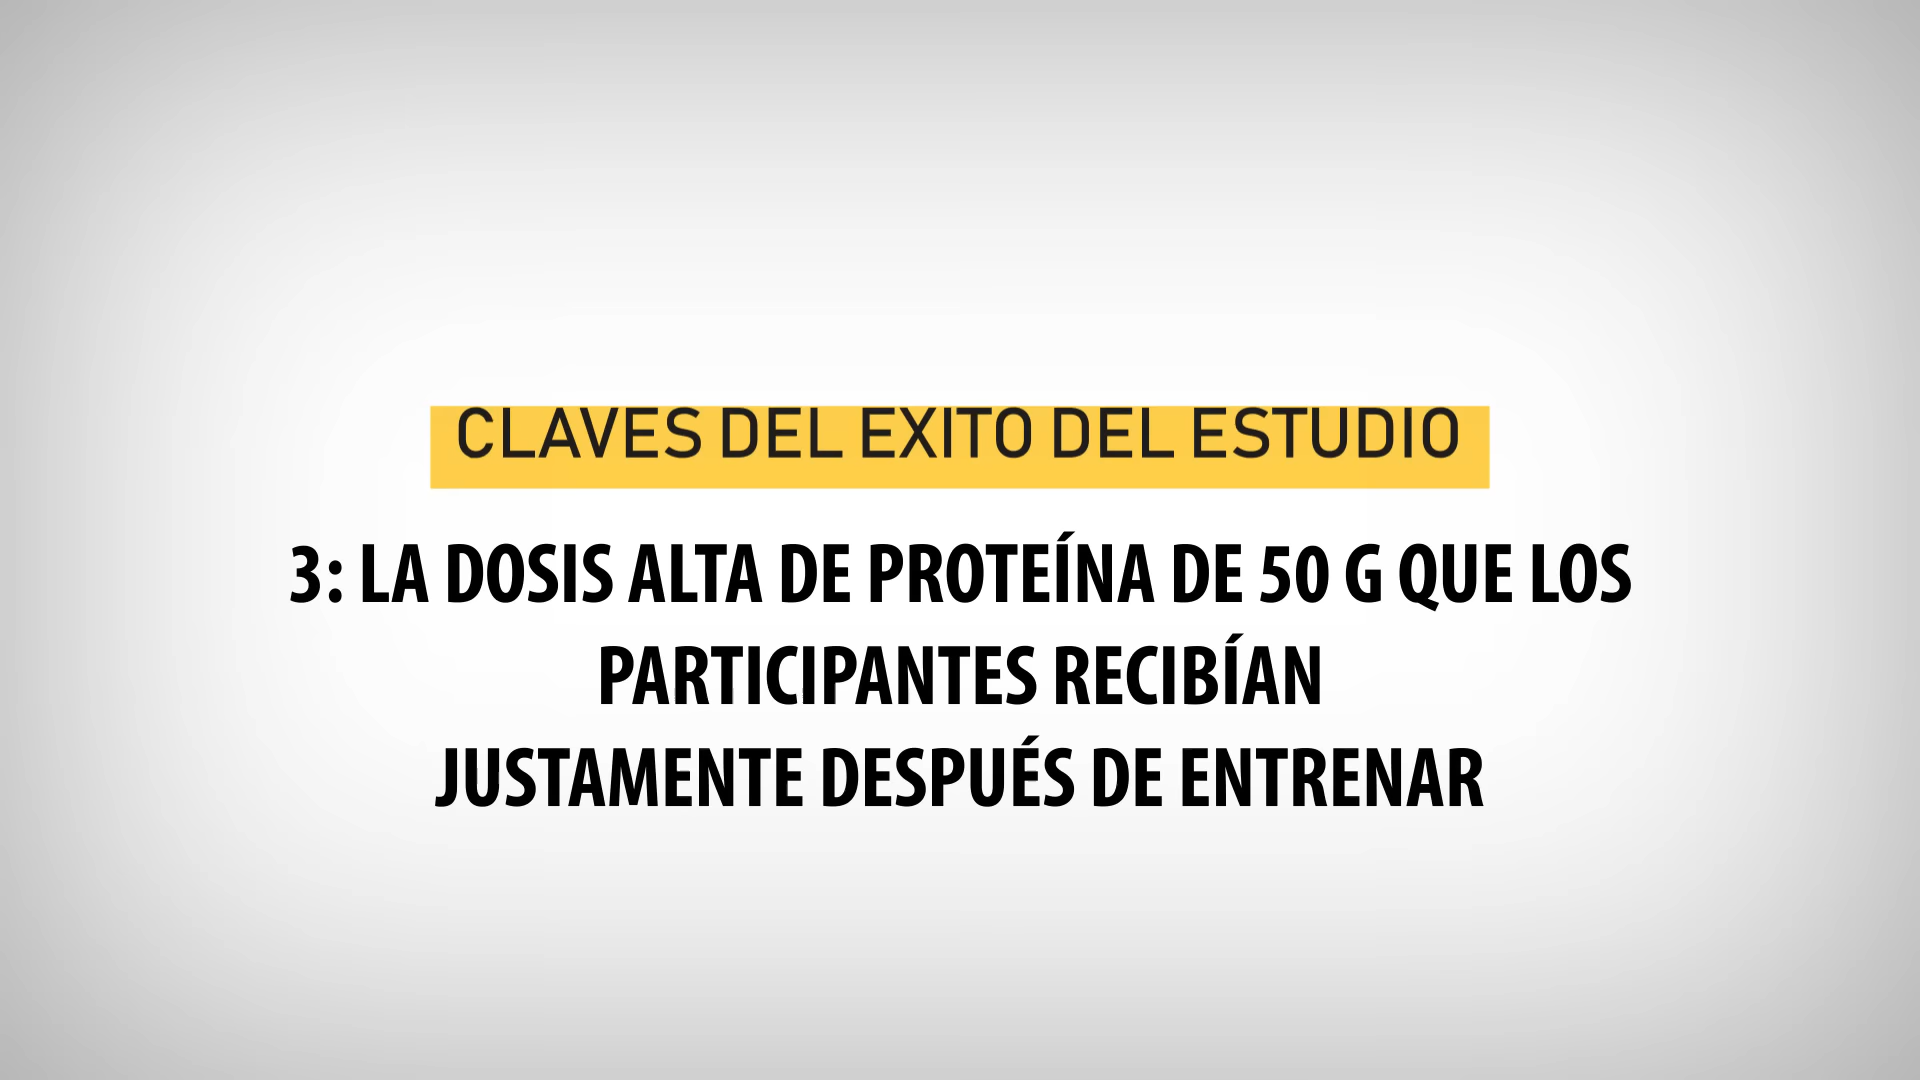 CLAVES DEL EXITO DEL ESTUDIO
3: LA DOSIS ALTA DE PROTEÍNA DE 50 G QUE LOS
PARTICIPANTES RECIBÍAN
JUSTAMENTE DESPUÉS DE ENTRENAR